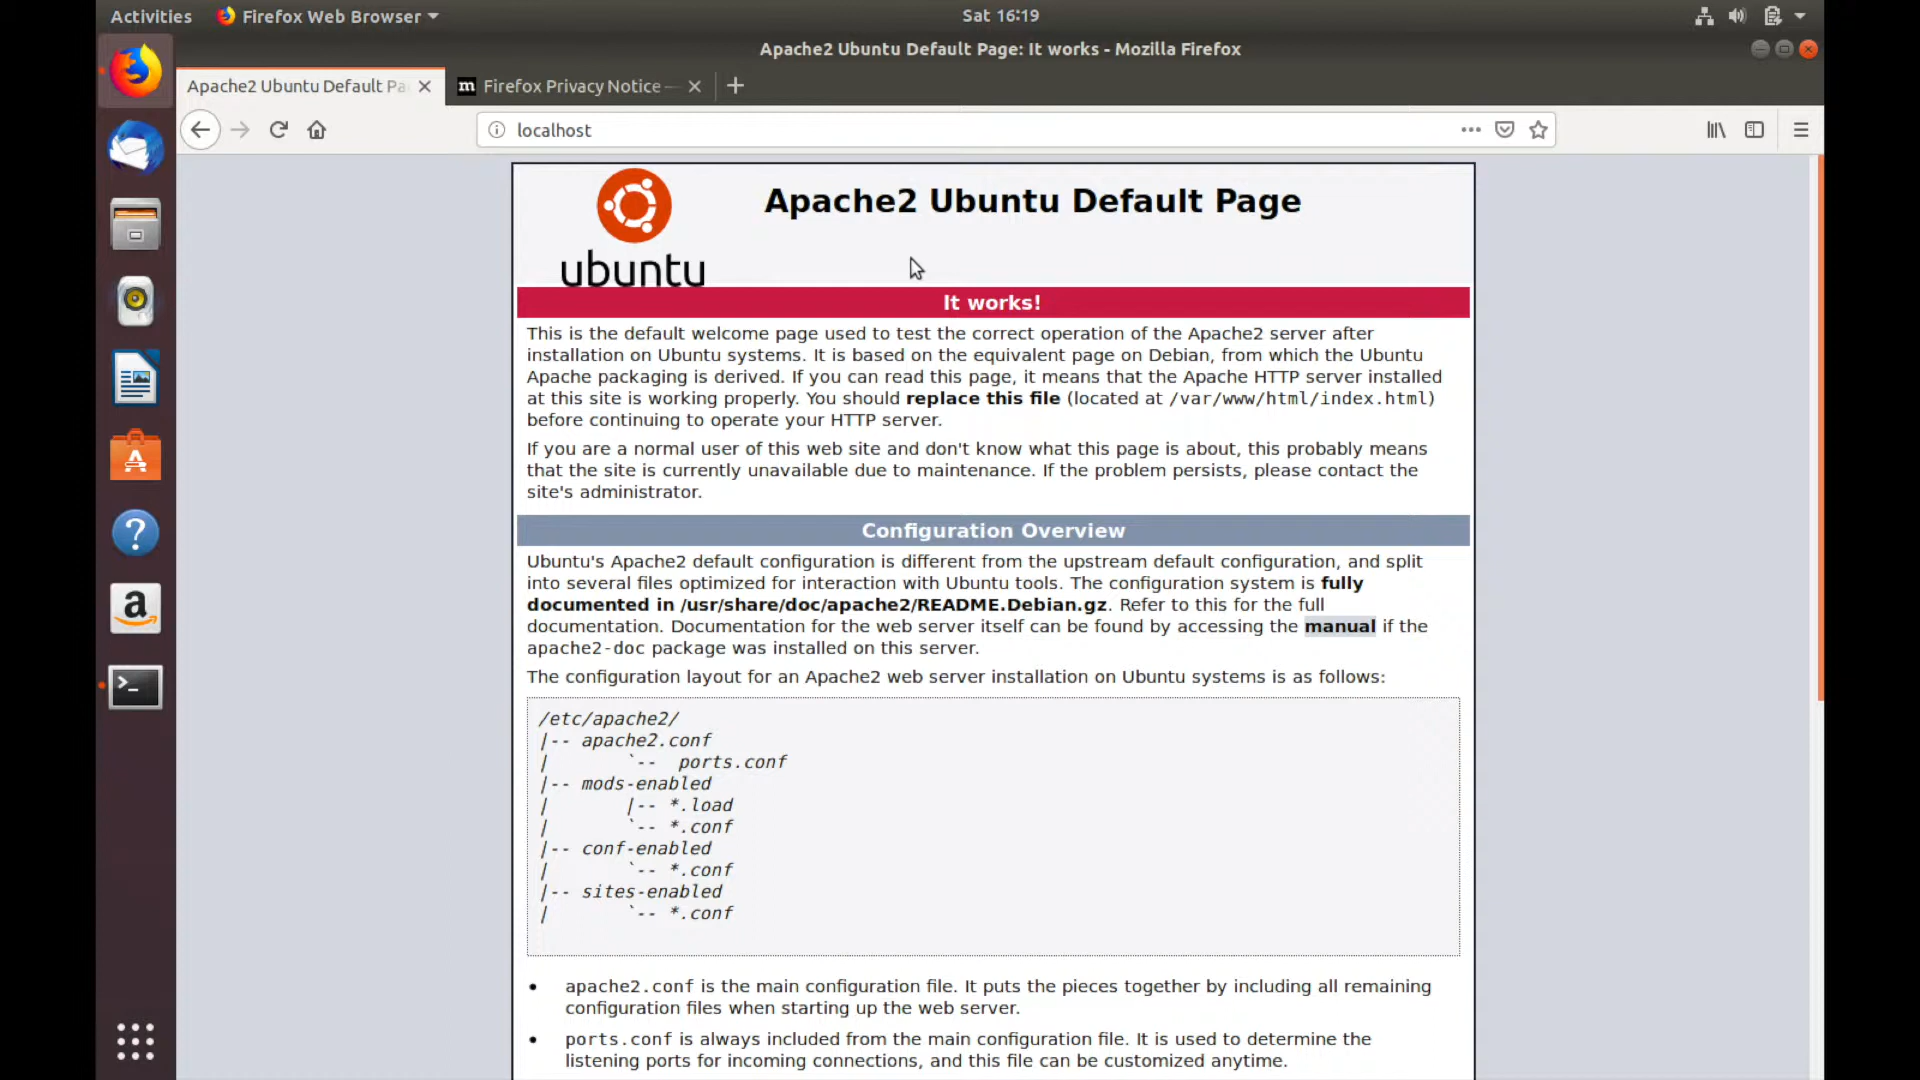 Activities Firefox Web Browser Sat 16:19
Apache2 Ubuntu Default Page: It works - Mozilla Firefox
Apache2 Ubuntu Default Pa Firefox Privacy Notice —
localhost
ubuntu
Apache2 Ubuntu Default Page
It works!
This is the default welcome page used to test the correct operation of the Apache2 server after
installation on Ubuntu systems. It is based on the equivalent page on Debian, from which the Ubuntu
Apache packaging is derived. If you can read this page, it means that the Apache HTTP server installed
at this site is working properly. You should replace this file (located at /var/www/html/index.html)
before continuing to operate your HTTP server.
If you are a normal user of this web site and don't know what this page is about, this probably means
that the site is currently unavailable due to maintenance. If the problem persists, please contact the
site's administrator.
Configuration Overview
Ubuntu's Apache2 default configuration is different from the upstream default configuration, and split
into several files optimized for interaction with Ubuntu tools. The configuration system is fully
documented in /usr/share/doc/apache2/README.Debian.gz. Refer to this for the full
documentation. Documentation for the web server itself can be found by accessing the manual if the
apache2-doc package was installed on this server.
The configuration layout for an Apache2 web server installation on Ubuntu systems is as follows:
/etc/apache2/
|-- apache2.conf
|       `--  ports.conf
|-- mods-enabled
|       |-- *.load
|       `-- *.conf
|-- conf-enabled
|       `-- *.conf
|-- sites-enabled
|       `-- *.conf
• apache2.conf is the main configuration file. It puts the pieces together by including all remaining
configuration files when starting up the web server.
• ports.conf is always included from the main configuration file. It is used to determine the
listening ports for incoming connections, and this file can be customized anytime.